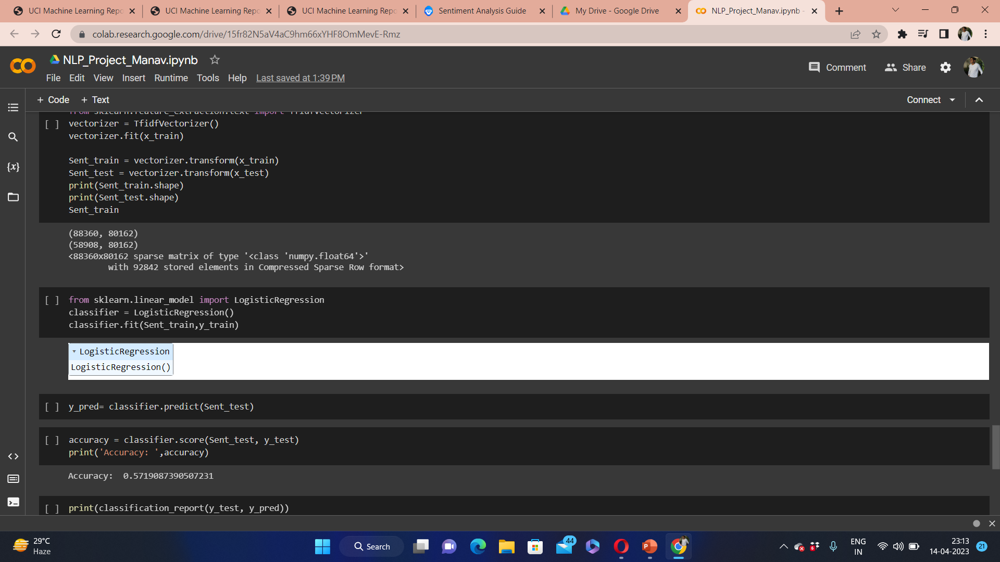 UCI Machine Learning Repo
UCI Machine Learning Repo
UCI Machine Learning Repo
Sentiment Analysis Guide
My Drive - Google Drive
NLP_Project_Manav.ipynb -
colab.research.google.com/drive/15fr82N5aV4aC9hm66xYHF8OmMevE-Rmz
NLP_Project_Manav.ipynb
Comment
Share
File Edit View Insert Runtime Tools Help Last saved at 1:39 PM
+ Code + Text
Connect
from sklearn.feature_extraction.text import TfidfVectorizer
[ ] vectorizer = TfidfVectorizer()
vectorizer.fit(x_train)
Sent_train = vectorizer.transform(x_train)
Sent_test = vectorizer.transform(x_test)
print(Sent_train.shape)
print(Sent_test.shape)
Sent_train
(88360, 80162)
(58908, 80162)
<88360x80162 sparse matrix of type '<class 'numpy.float64'>'
with 92842 stored elements in Compressed Sparse Row format>
[ ] from sklearn.linear_model import LogisticRegression
classifier = LogisticRegression()
classifier.fit(Sent_train,y_train)
LogisticRegression
LogisticRegression()
[ ] y_pred= classifier.predict(Sent_test)
[ ] accuracy = classifier.score(Sent_test, y_test)
print('Accuracy: ',accuracy)
Accuracy:  0.5719087390507231
[ ] print(classification_report(y_test, y_pred))
29°C
Haze
Search
44
6
ENG
IN
23:13
14-04-2023
21